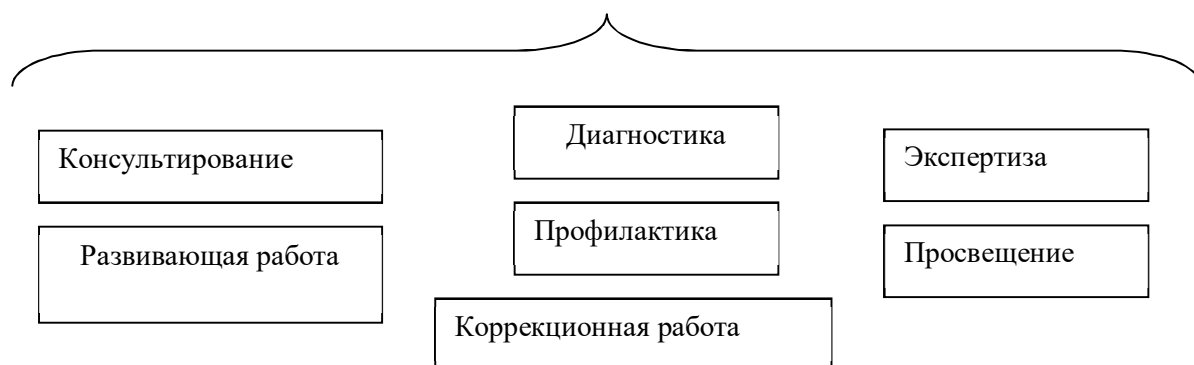 Консультирование
Диагностика
Экспертиза
Развивающая работа
Профилактика
Просвещение
Коррекционная работа